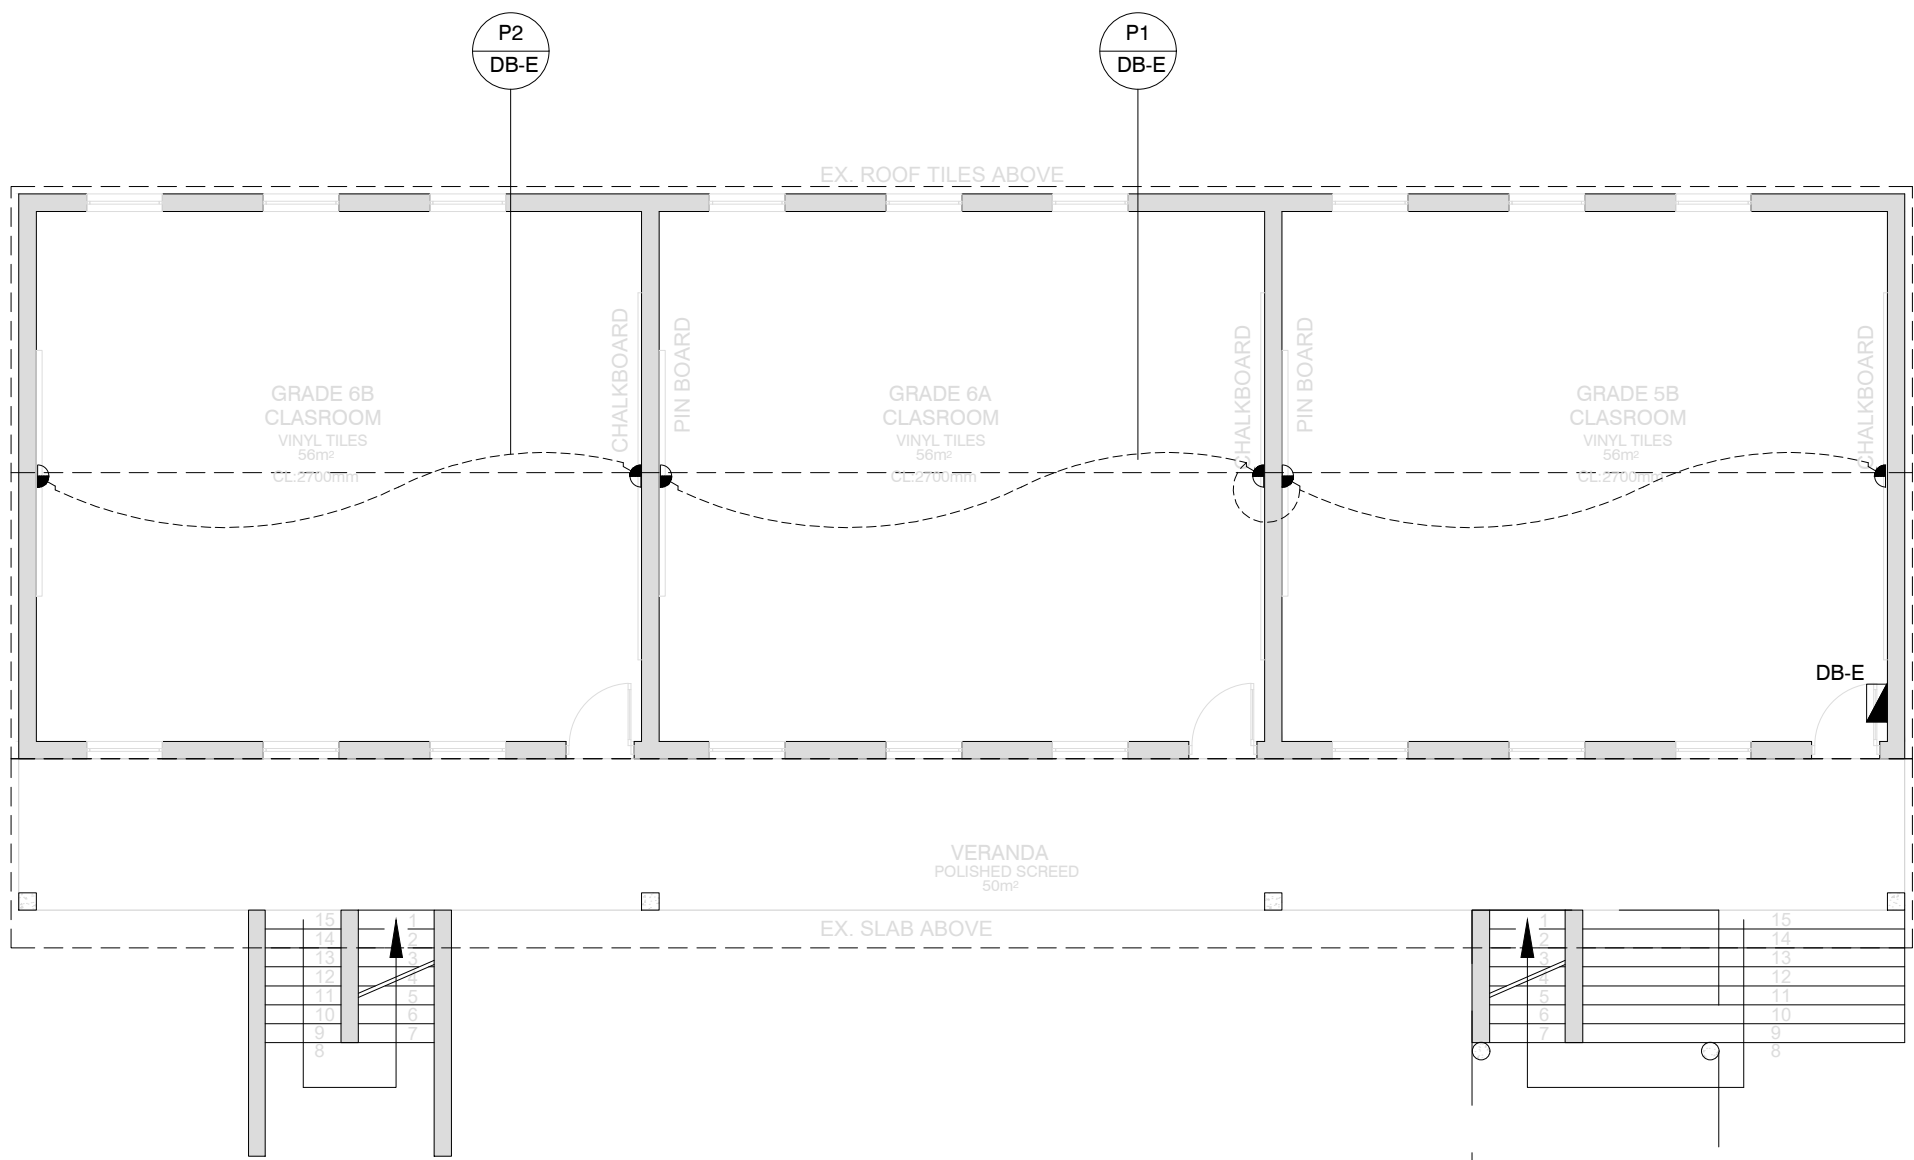 P2
DB-E
P1
DB-E
EX. ROOF TILES ABOVE
CHALKBOARD
PIN BOARD
CHALKBOARD
PIN BOARD
CHALKBOARD
GRADE 6B
CLASROOM
VINYL TILES
56m²
CL:2700mm
GRADE 6A
CLASROOM
VINYL TILES
56m²
CL:2700mm
GRADE 5B
CLASROOM
VINYL TILES
56m²
CL:2700mm
DB-E
VERANDA
POLISHED SCREED
50m²
EX. SLAB ABOVE
15
14
13
12
11
10
9
8
1
2
3
4
5
6
7
1
2
3
4
5
6
7
15
14
13
12
11
10
9
8